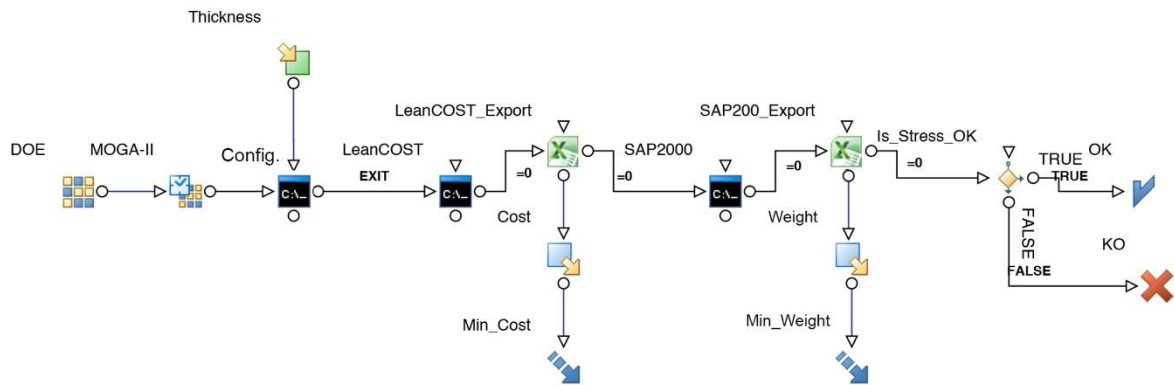 Thickness
LeanCOST_Export
SAP200_Export
DOE
MOGA-II
Config.
LeanCOST
SAP2000
Is_Stress_OK
OK
EXIT
=0
=0
=0
=0
TRUE
TRUE
C:\_
C:\_
C:\_
Cost
Weight
FALSE
FALSE
KO
Min_Cost
Min_Weight